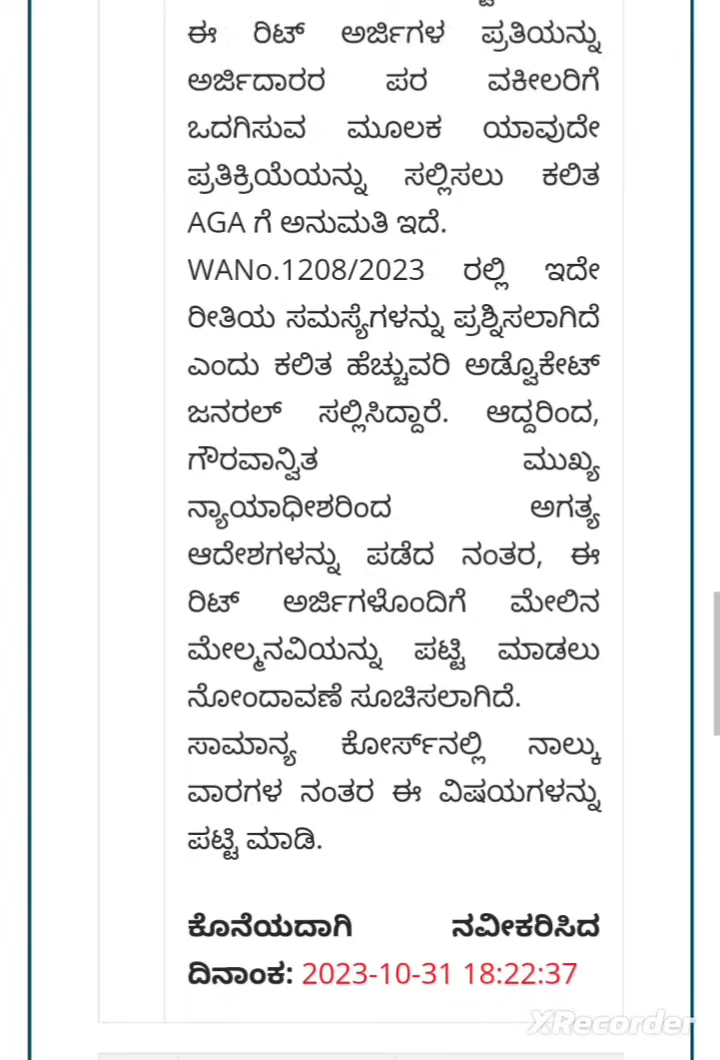 ಈ ರಿಟ್ ಅರ್ಜಿಗಳ ಪ್ರತಿಯನ್ನು
ಅರ್ಜಿದಾರರ ಪರ ವಕೀಲರಿಗೆ
ಒದಗಿಸುವ ಮೂಲಕ ಯಾವುದೇ
ಪ್ರತಿಕ್ರಿಯೆಯನ್ನು ಸಲ್ಲಿಸಲು ಕಲಿತ
AGA ಗೆ ಅನುಮತಿ ಇದೆ.
WANo.1208/2023 ರಲ್ಲಿ ಇದೇ
ರೀತಿಯ ಸಮಸ್ಯೆಗಳನ್ನು ಪ್ರಶ್ನಿಸಲಾಗಿದೆ
ಎಂದು ಕಲಿತ ಹೆಚ್ಚುವರಿ ಅಡ್ವೊಕೇಟ್
ಜನರಲ್ ಸಲ್ಲಿಸಿದ್ದಾರೆ. ಆದ್ದರಿಂದ,
ಗೌರವಾನ್ವಿತ ಮುಖ್ಯ
ನ್ಯಾಯಾಧೀಶರಿಂದ ಅಗತ್ಯ
ಆದೇಶಗಳನ್ನು ಪಡೆದ ನಂತರ, ಈ
ರಿಟ್ ಅರ್ಜಿಗಳೊಂದಿಗೆ ಮೇಲಿನ
ಮೇಲ್ಮನವಿಯನ್ನು ಪಟ್ಟಿ ಮಾಡಲು
ನೋಂದಾವಣೆ ಸೂಚಿಸಲಾಗಿದೆ.
ಸಾಮಾನ್ಯ ಕೋರ್ಸ್‌ನಲ್ಲಿ ನಾಲ್ಕು
ವಾರಗಳ ನಂತರ ಈ ವಿಷಯಗಳನ್ನು
ಪಟ್ಟಿ ಮಾಡಿ.
ಕೊನೆಯದಾಗಿ ನವೀಕರಿಸಿದ
ದಿನಾಂಕ: 2023-10-31 18:22:37
XRecorder